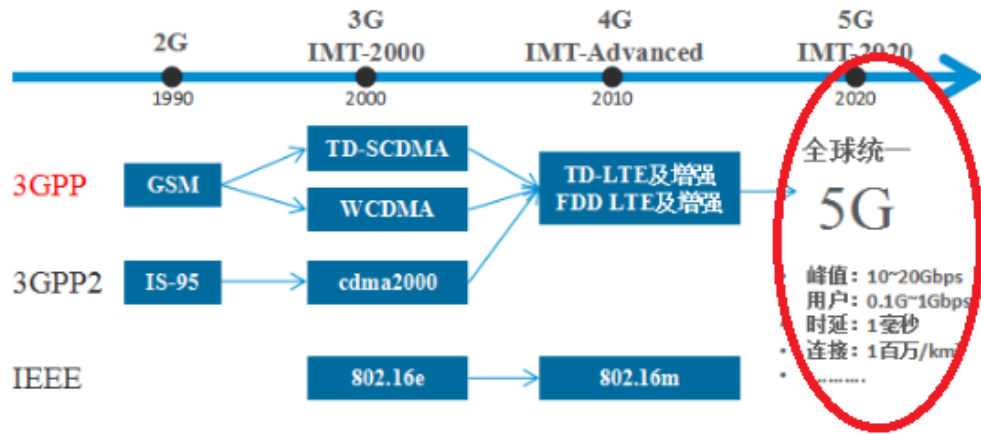 2G
3G
IMT-2000
4G
IMT-Advanced
5G
IMT-2020
1990
2000
2010
2020
3GPP
GSM
TD-SCDMA
WCDMA
TD-LTE及增强
FDD LTE及增强
全球统一
5G
3GPP2
IS-95
cdma2000
• 峰值：10~20Gbps
• 用户：0.1G~1Gbps
• 时延：1毫秒
• 连接：1百万/km²
• ..........
IEEE
802.16e
802.16m